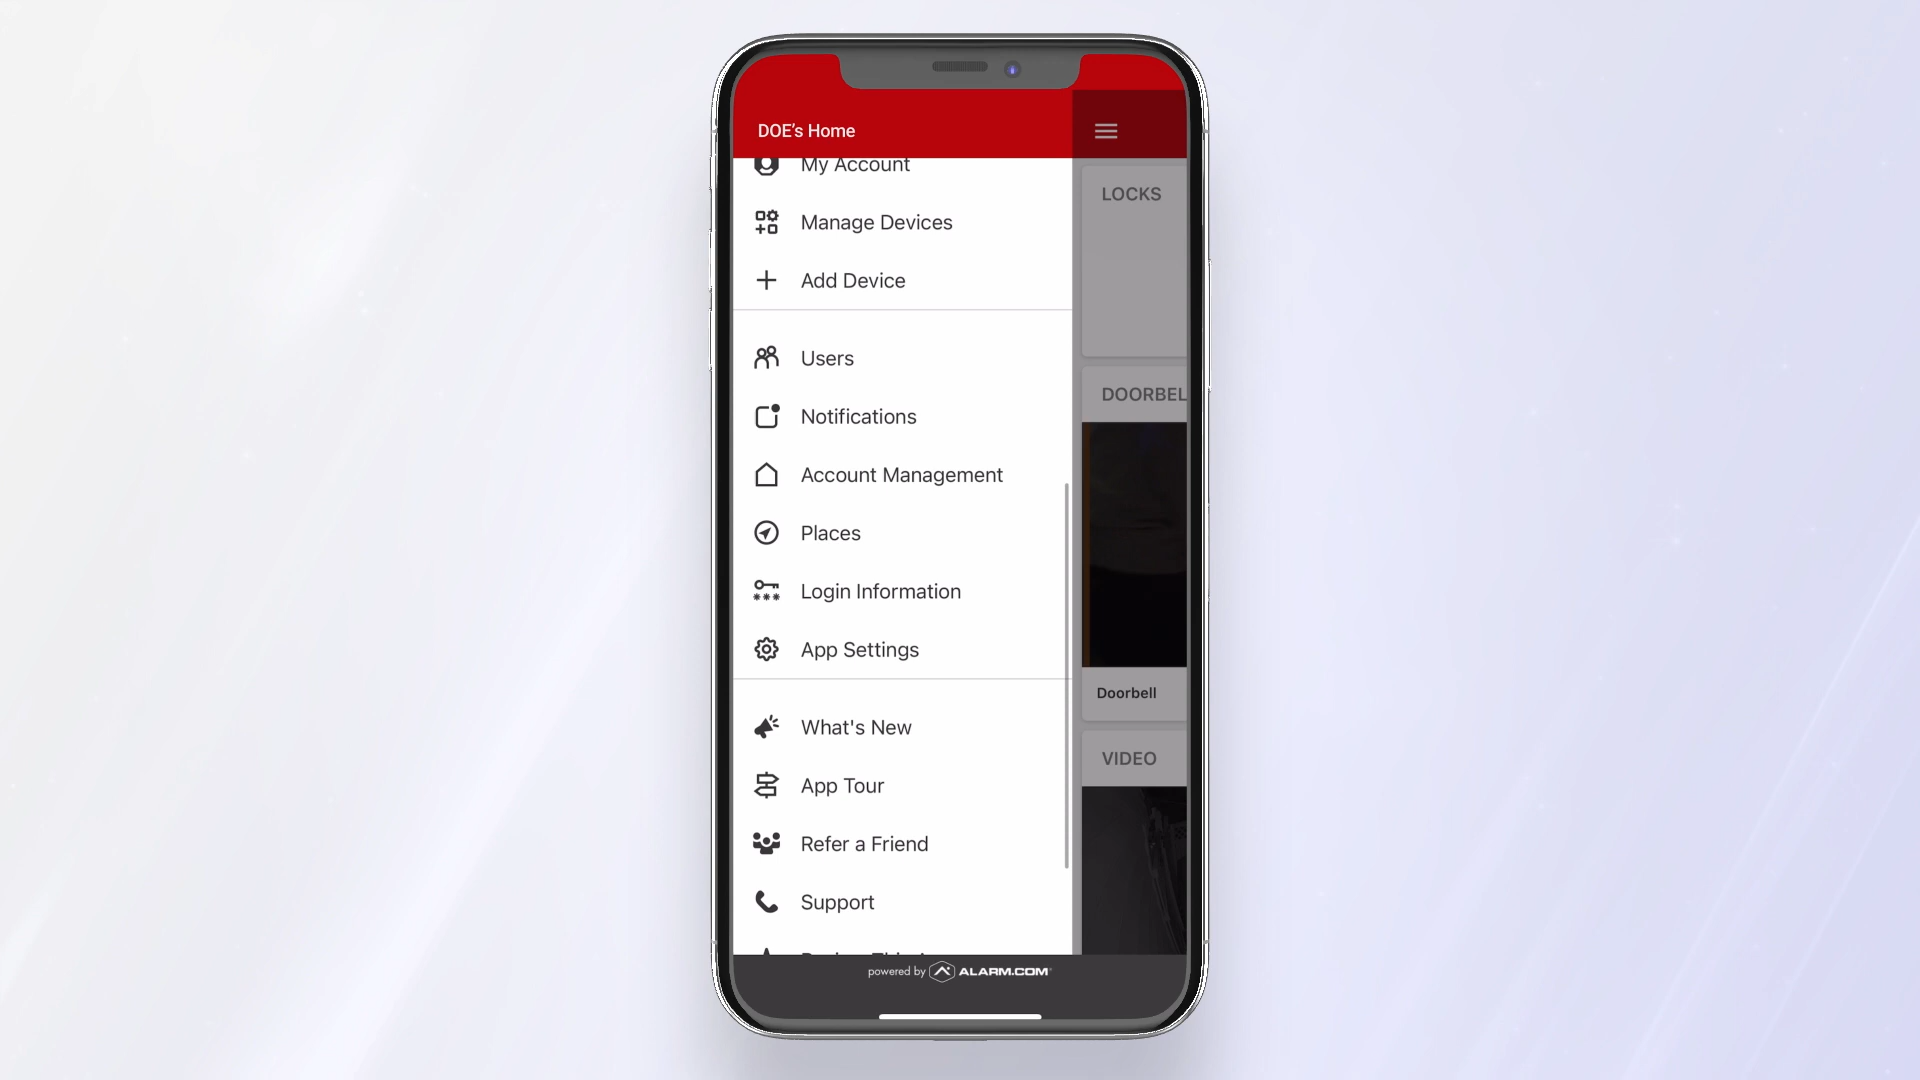 DOE's Home
My Account
Manage Devices
Add Device
Users
Notifications
Account Management
Places
Login Information
App Settings
What's New
App Tour
Refer a Friend
Support
LOCKS
DOORBEL
Doorbell
VIDEO
powered by ALARM.COM